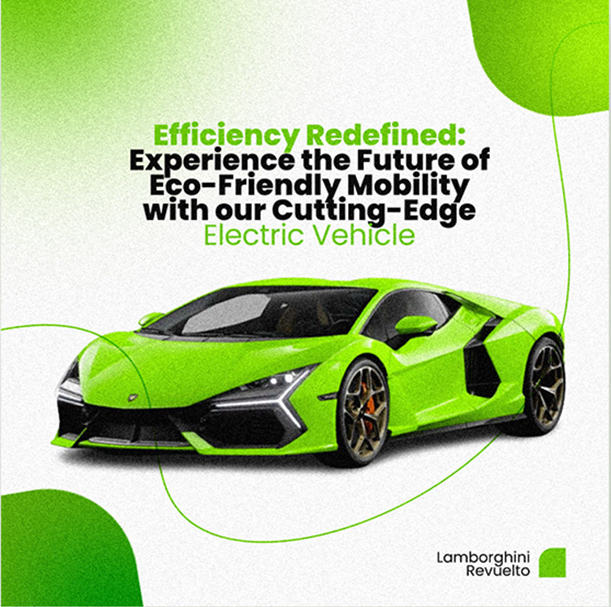 Efficiency Redefined:
Experience the Future of
Eco-Friendly Mobility
with our Cutting-Edge
Electric Vehicle
Lamborghini
Revuelto